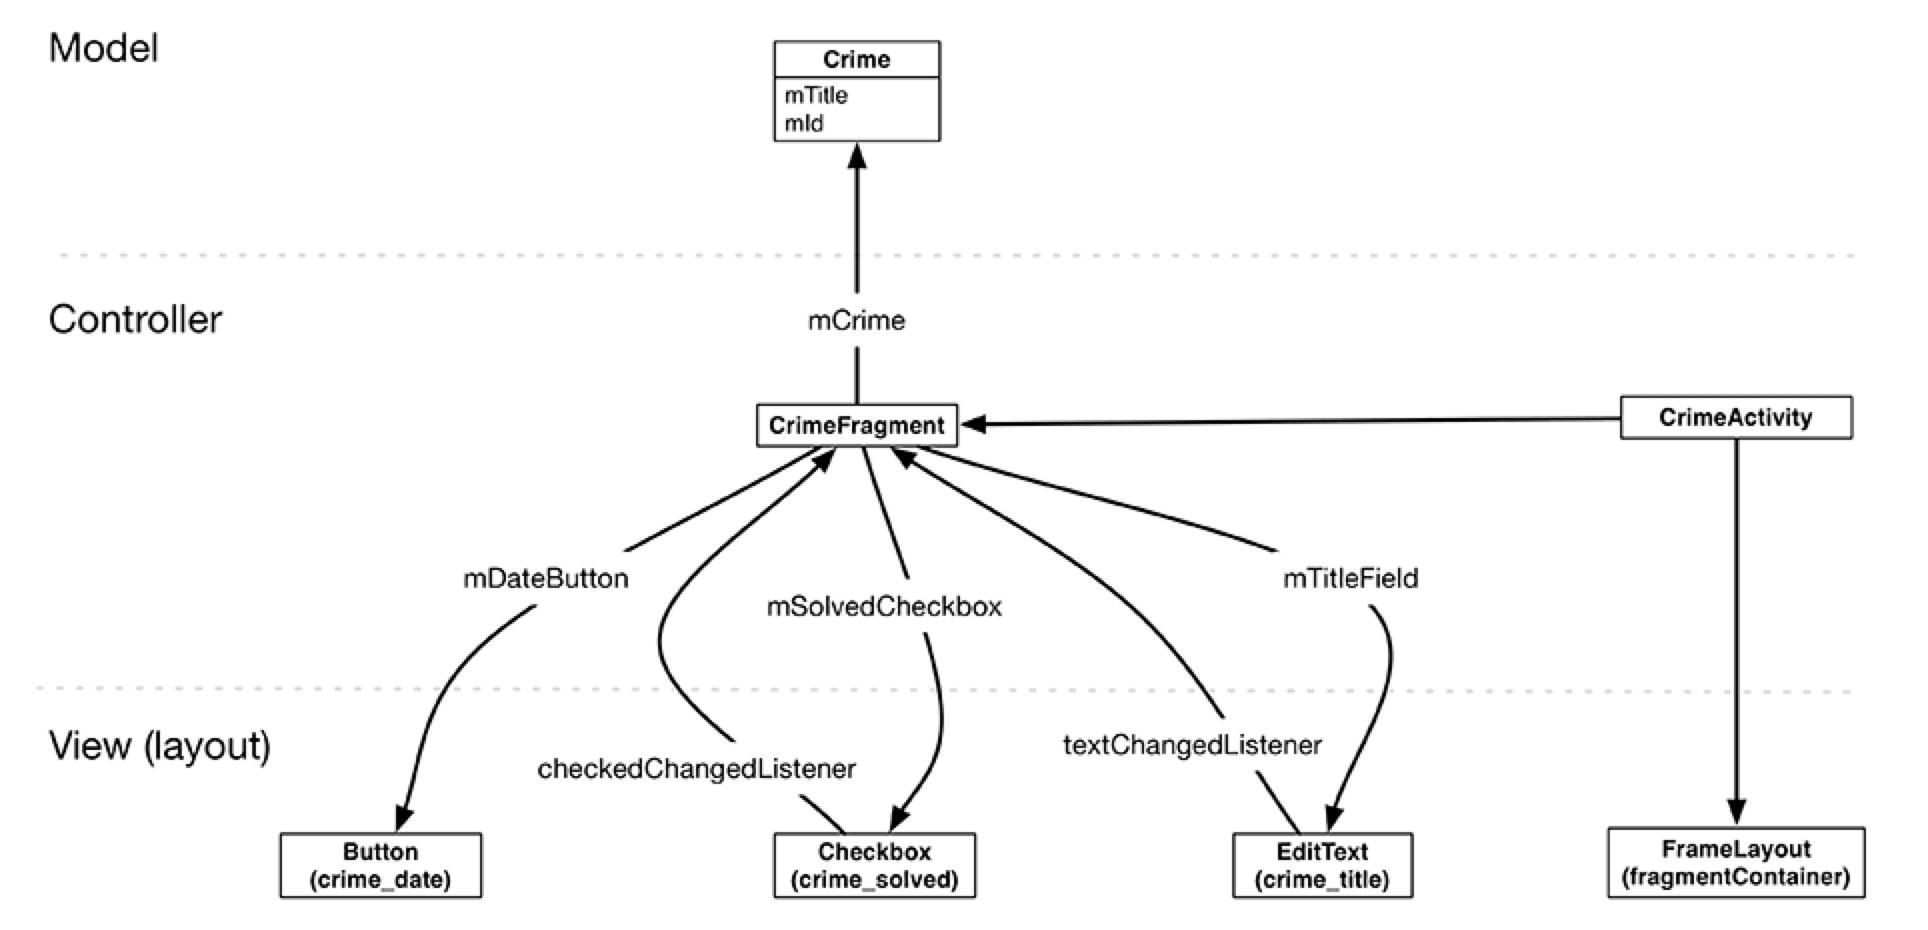 Model
Crime
mTitle
mId
Controller
mCrime
CrimeFragment
CrimeActivity
mDateButton
mSolvedCheckbox
mTitleField
View (layout)
checkedChangedListener
textChangedListener
Button
(crime_date)
Checkbox
(crime_solved)
EditText
(crime_title)
FrameLayout
(fragmentContainer)